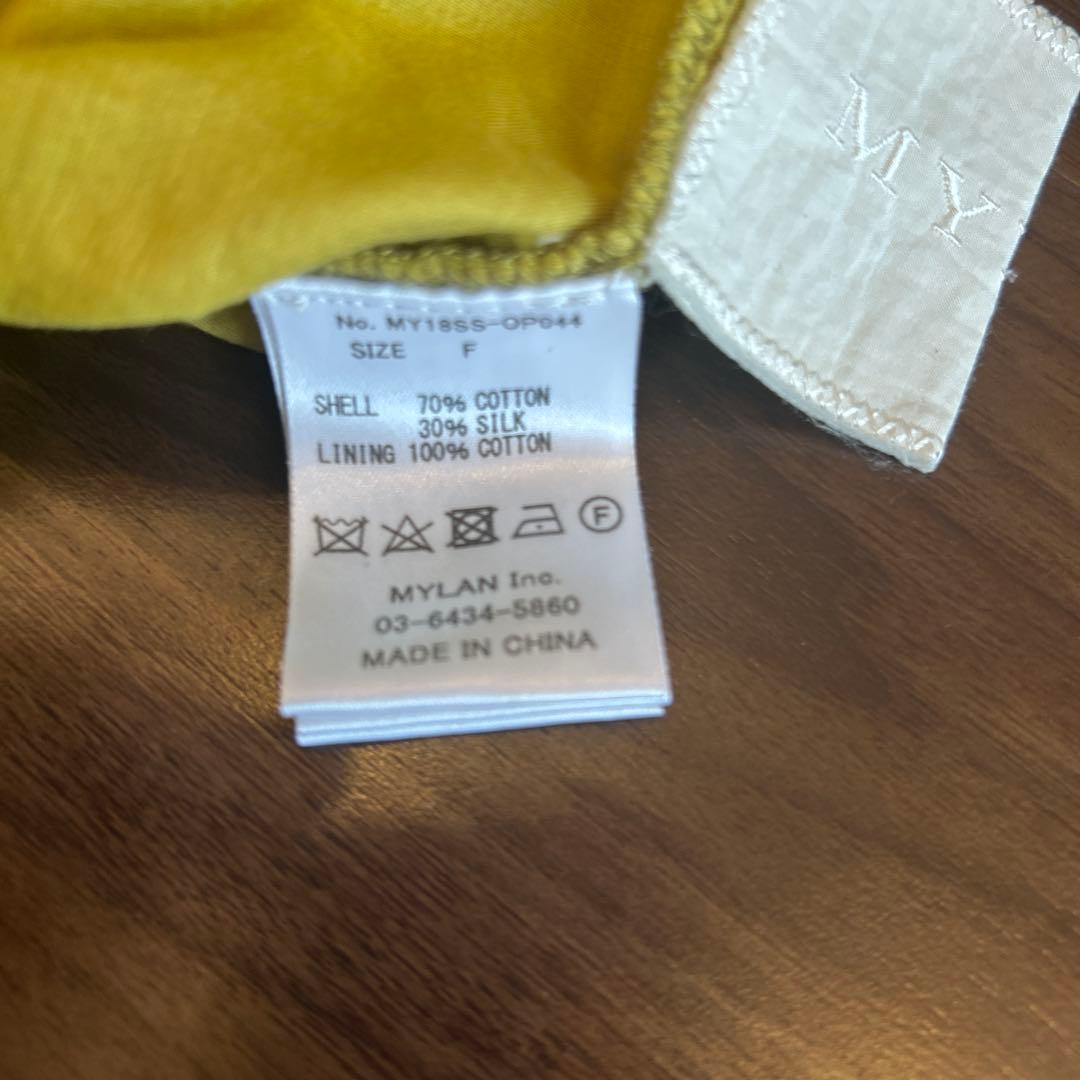 MY
No. MY18SS-OP044
SIZE F
SHELL 70% COTTON
30% SILK
LINING 100% COTTON
F
MYLAN Inc.
03-6434-5860
MADE IN CHINA